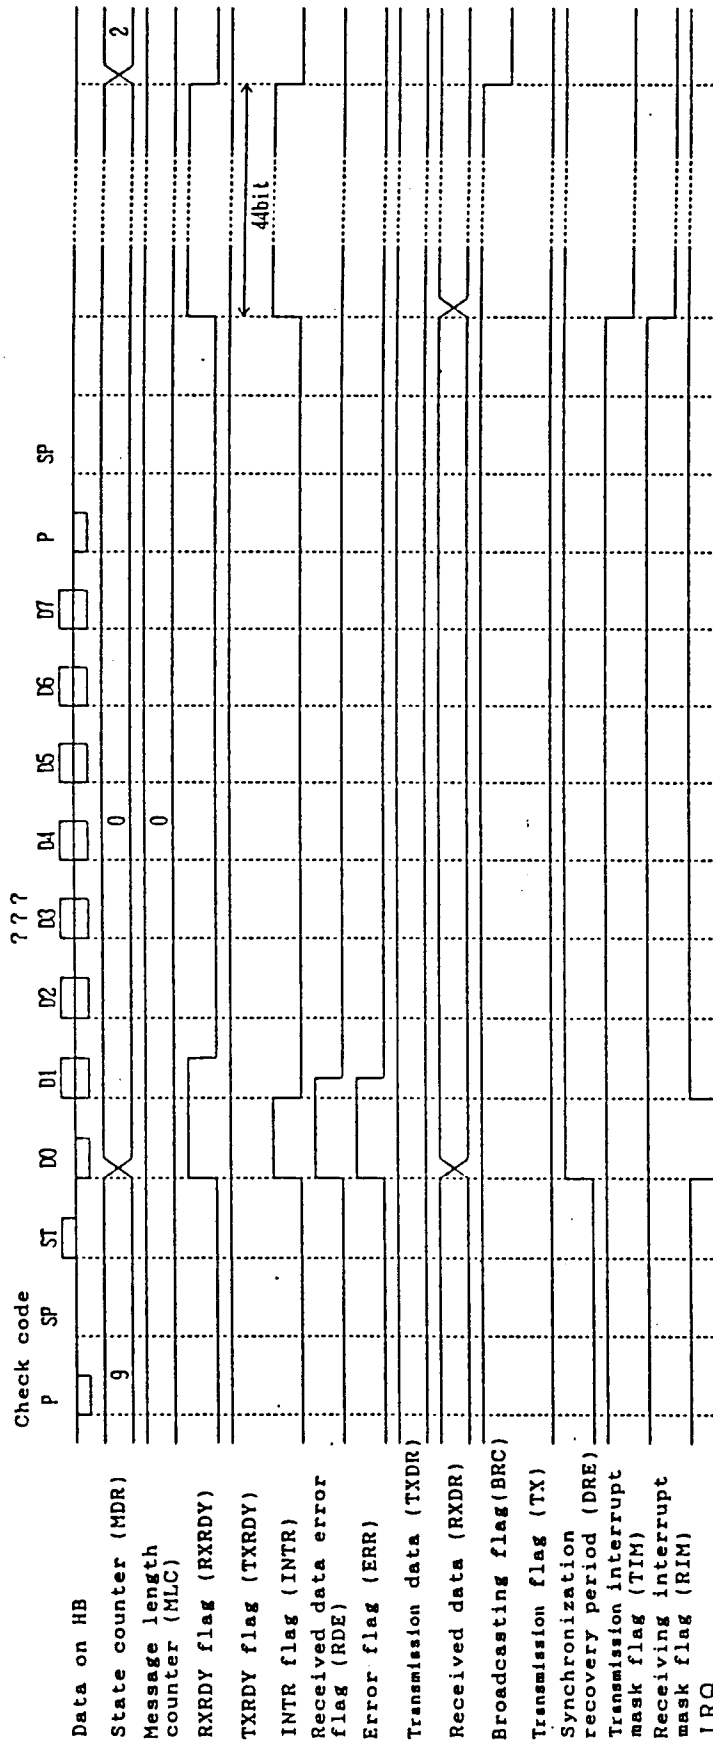 Check code
? ? ?
P SP ST D0 D1 D2 D3 D4 D5 D6 D7 P SP
Data on HB
State counter (MDR) 9 0 2
Message length
counter (MLC) 0
RXRDY flag (RXRDY)
TXRDY flag (TXRDY) 44bit
INTR flag (INTR)
Received data error
flag (RDE)
Error flag (ERR)
Transmission data (TXDR)
Received data (RXDR)
Broadcasting flag(BRC)
Transmission flag (TX)
Synchronization
recovery period (DRE)
Transmission interrupt
mask flag (TIM)
Receiving interrupt
mask flag (RIM)
IRQ